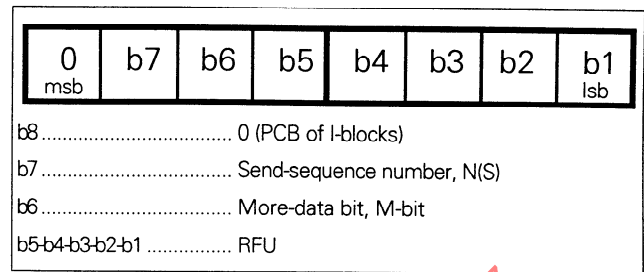 0 b7 b6 b5 b4 b3 b2 b1
msb lsb
b8 ................................. 0 (PCB of I-blocks)
b7 ................................. Send-sequence number, N(S)
b6 ................................. More-data bit, M-bit
b5-b4-b3-b2-b1 ............... RFU